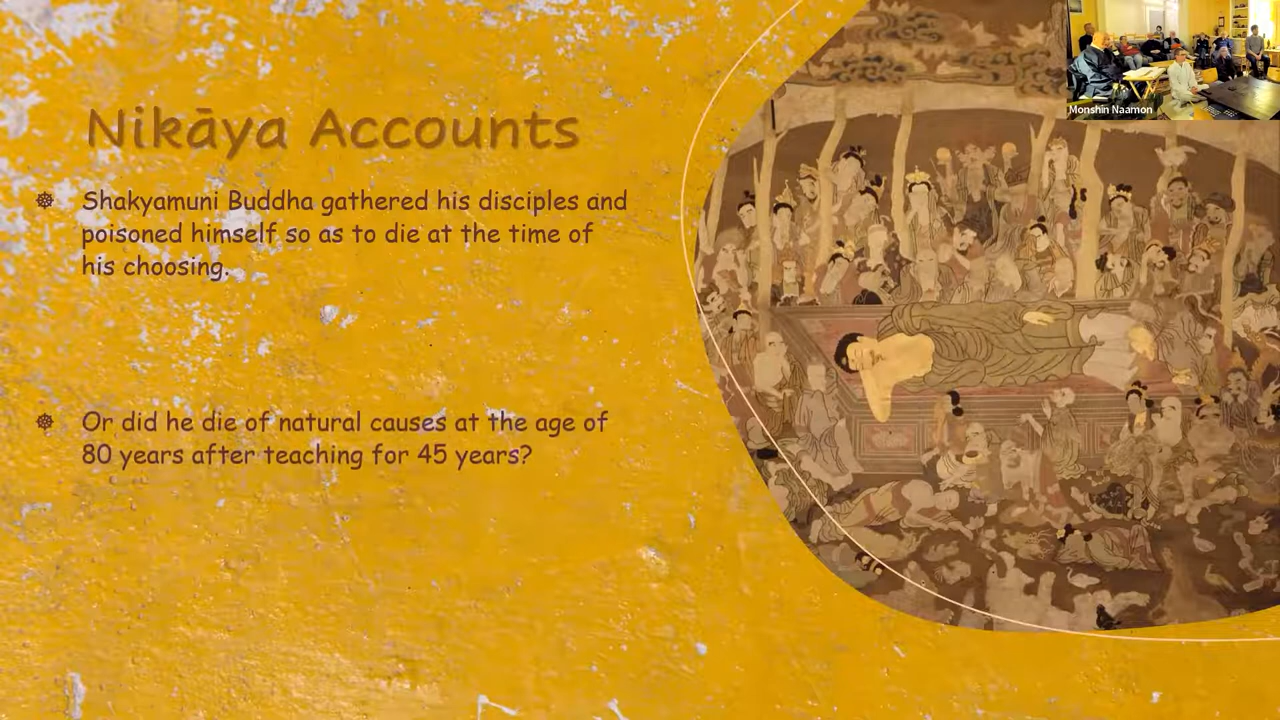 Monshin Naamon
Nikāya Accounts
Shakyamuni Buddha gathered his disciples and
poisoned himself so as to die at the time of
his choosing.
Or did he die of natural causes at the age of
80 years after teaching for 45 years?